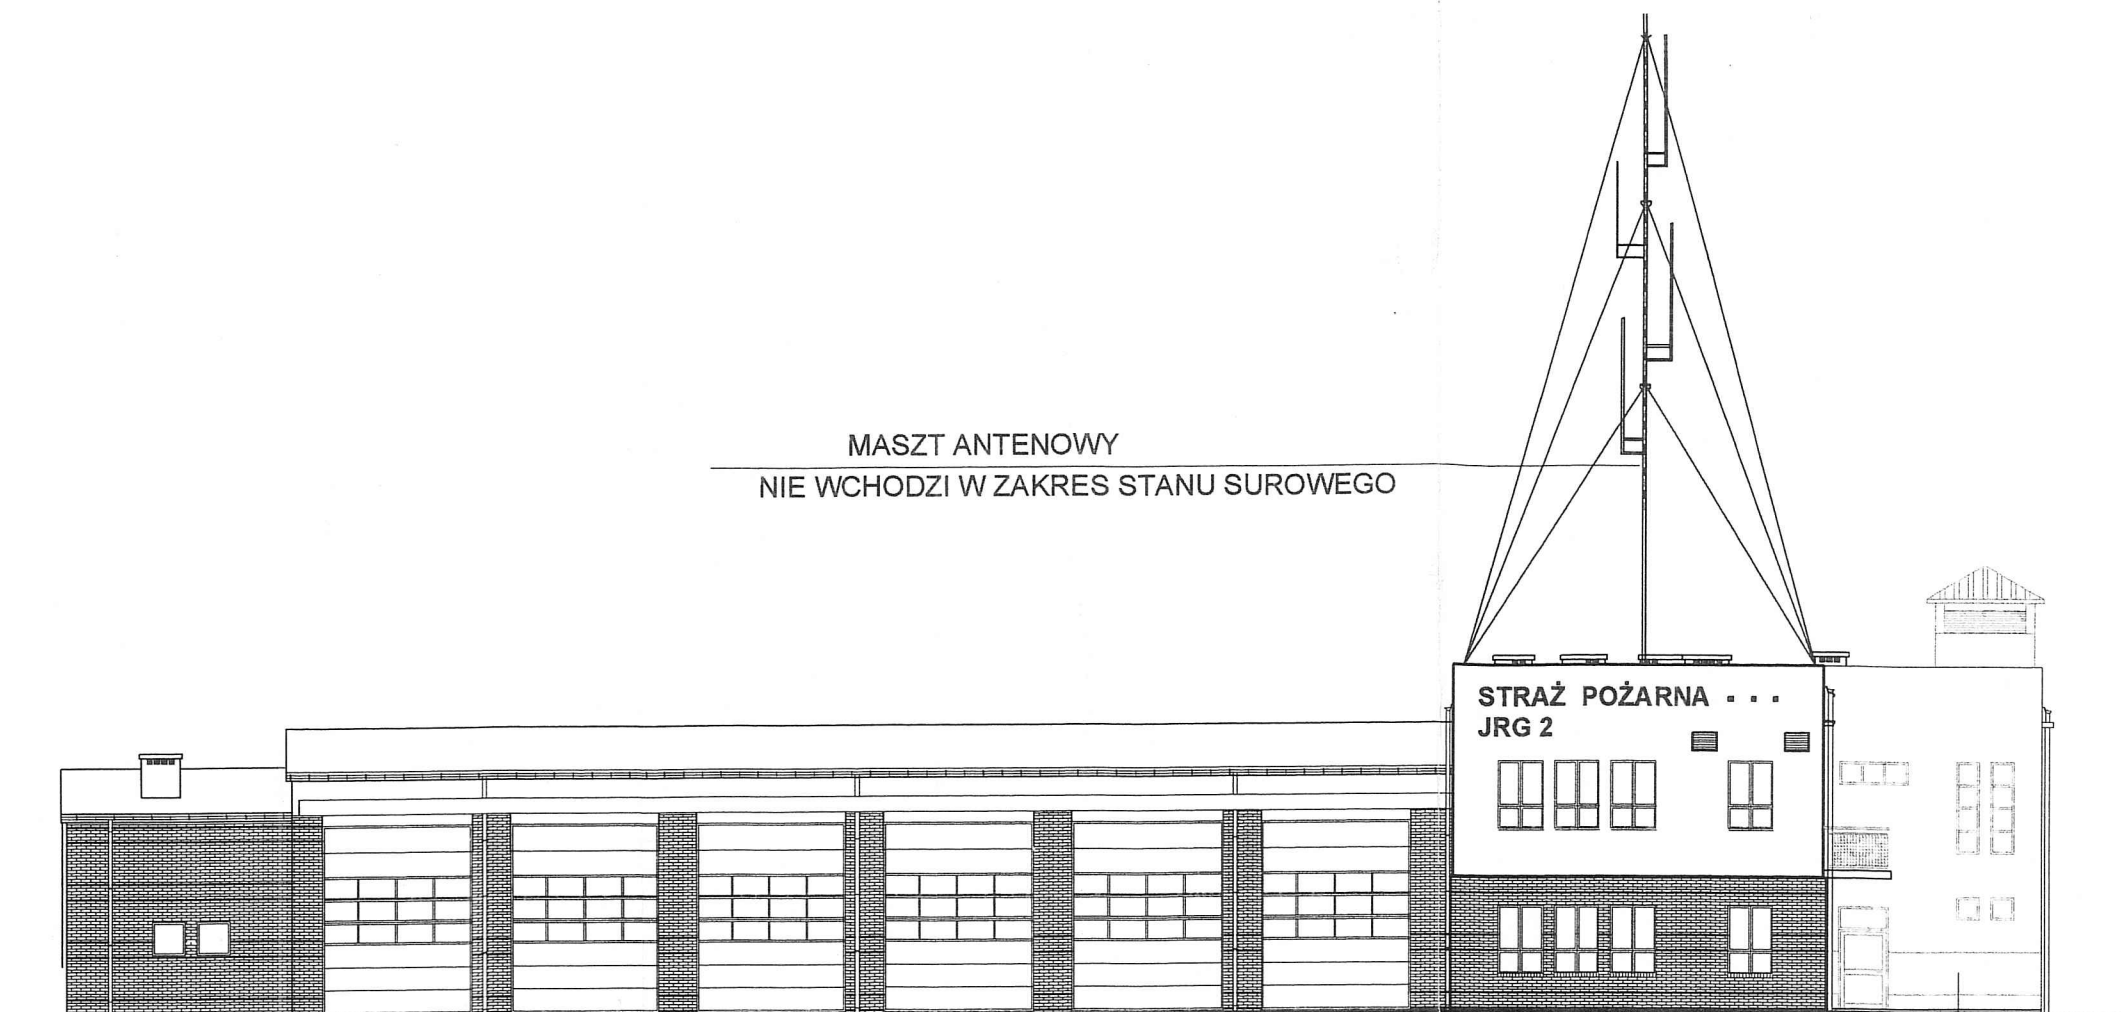 MASZT ANTENOWY
NIE WCHODZI W ZAKRES STANU SUROWEGO
STRAŻ POŻARNA
JRG 2